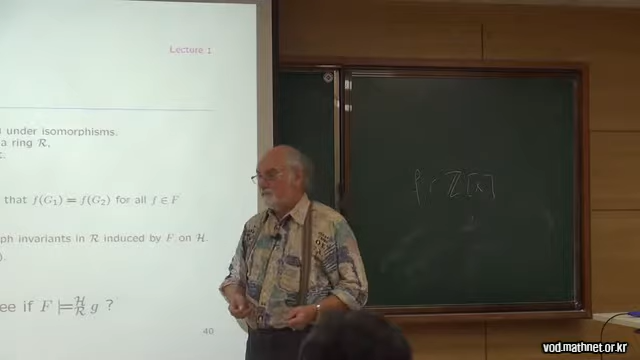 Lecture 1
under isomorphisms.
a ring ℛ,
that f(G₁) = f(G₂) for all f ∈ F
ph invariants in ℛ induced by F on ℋ.
ee if F ⊨ᴴ_ℛ g ?
40
f ∈ ℤ[x]
vod.mathnet.or.kr